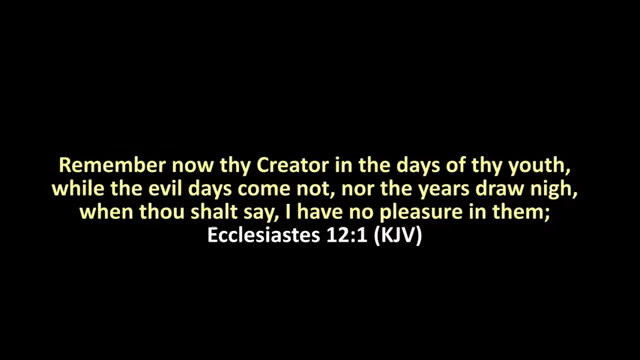 Remember now thy Creator in the days of thy youth,
while the evil days come not, nor the years draw nigh,
when thou shalt say, I have no pleasure in them;
Ecclesiastes 12:1 (KJV)